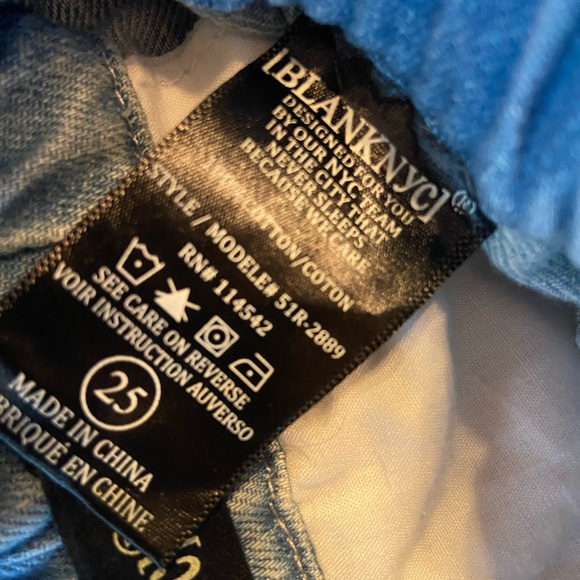 [BLANKNYC](R)
DESIGNED FOR YOU
BY OUR NYC TEAM
IN THE CITY THAT
NEVER SLEEPS
BECAUSE WE CARE
COTTON/COTON
STYLE / MODELE# 51R-2889
RN# 114542
SEE CARE ON REVERSE
VOIR INSTRUCTION AUVERSO
25
MADE IN CHINA
FABRIQUÉ EN CHINE